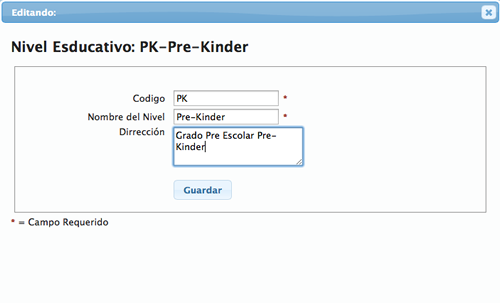 Editando:
Nivel Esducativo: PK-Pre-Kinder
Codigo PK *
Nombre del Nivel Pre-Kinder *
Dirrección Grado Pre Escolar Pre-
Kinder
Guardar
* = Campo Requerido